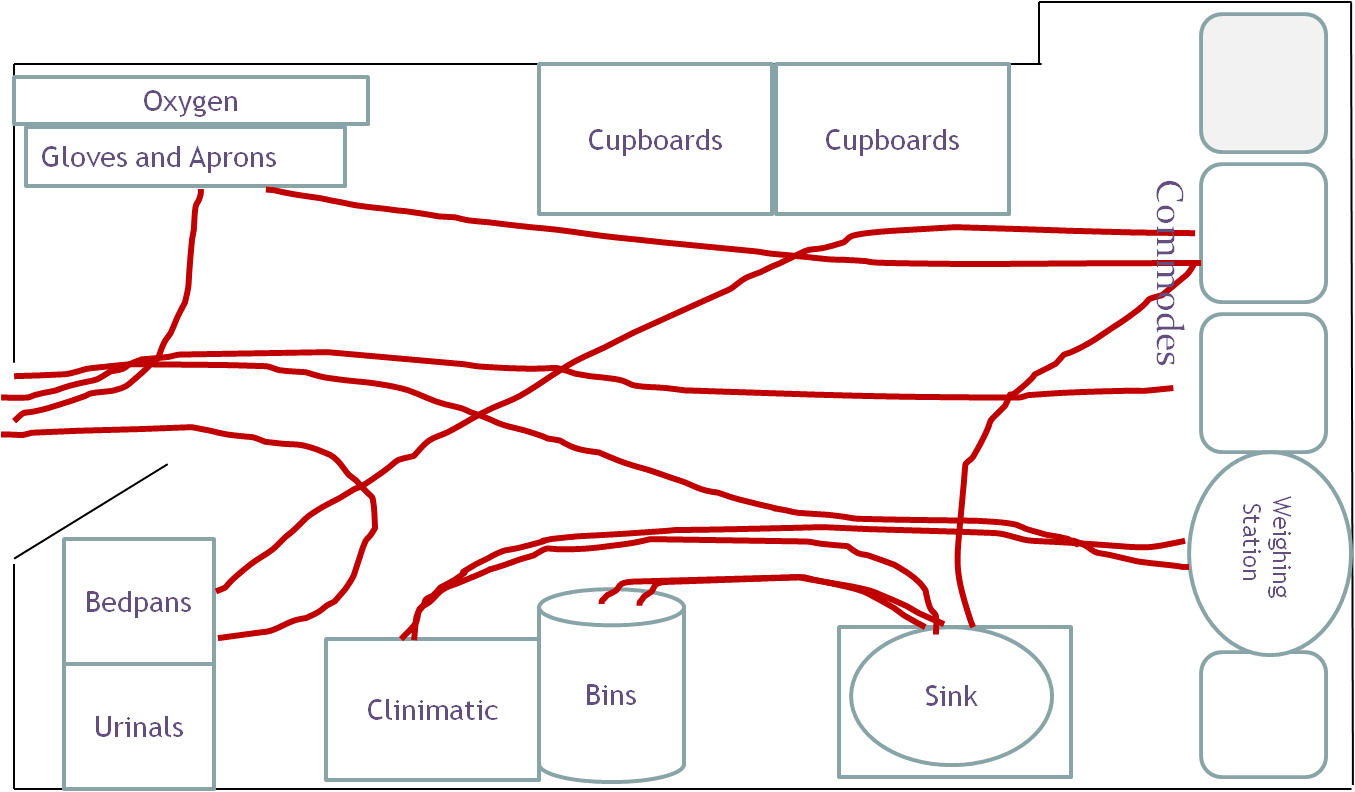 Oxygen
Gloves and Aprons
Cupboards
Cupboards
Commodes
Weighing
Station
Bedpans
Urinals
Clinimatic
Bins
Sink